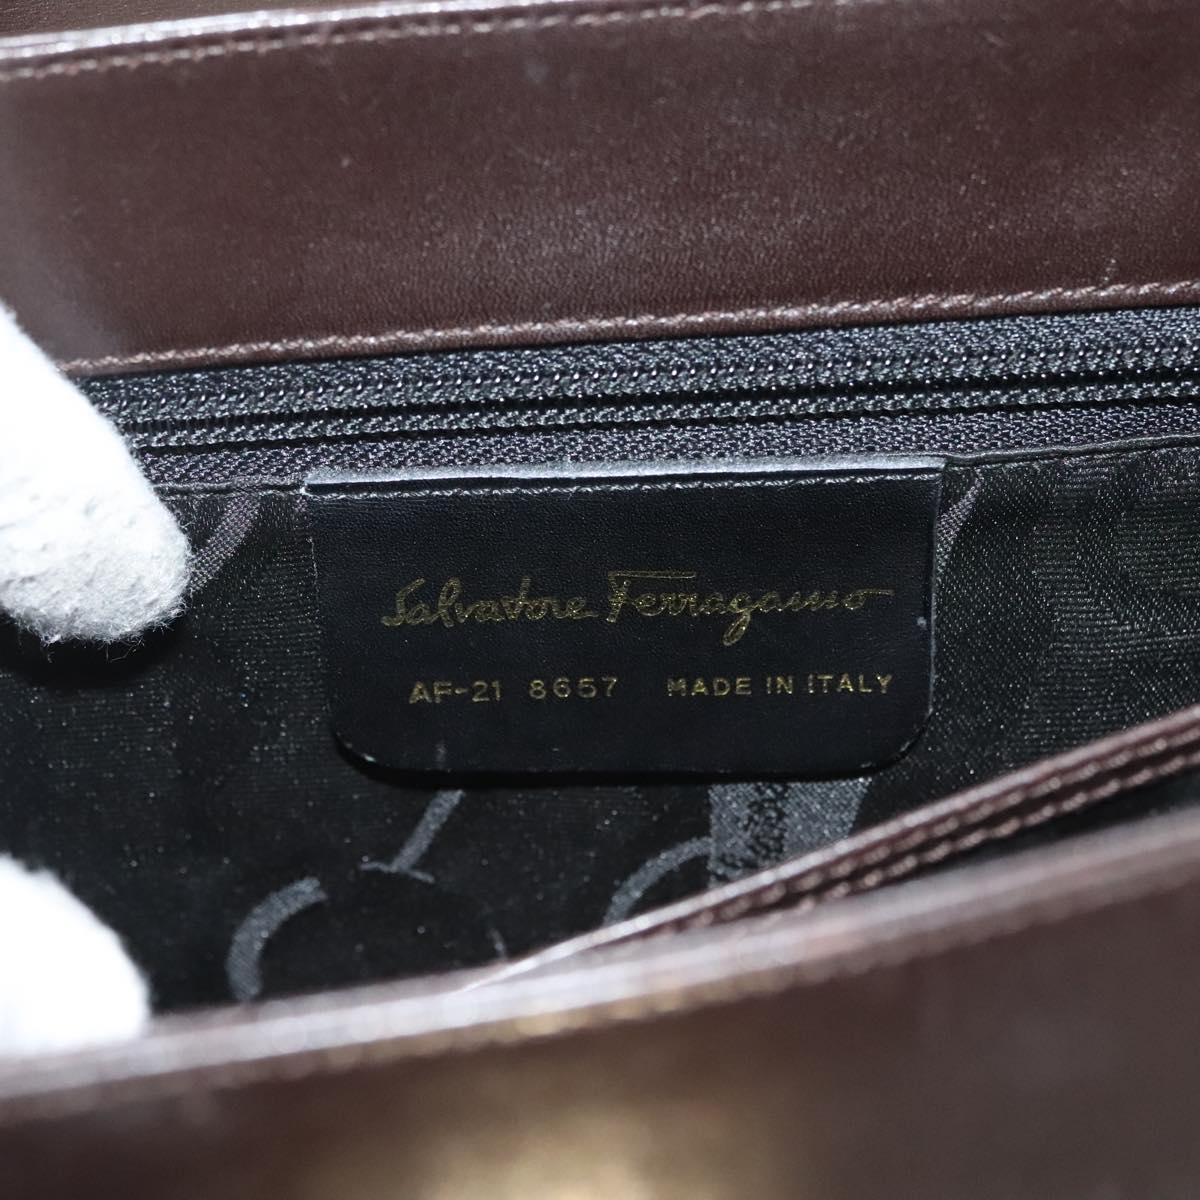 Salvatore Ferragamo
AF-21 8657 MADE IN ITALY